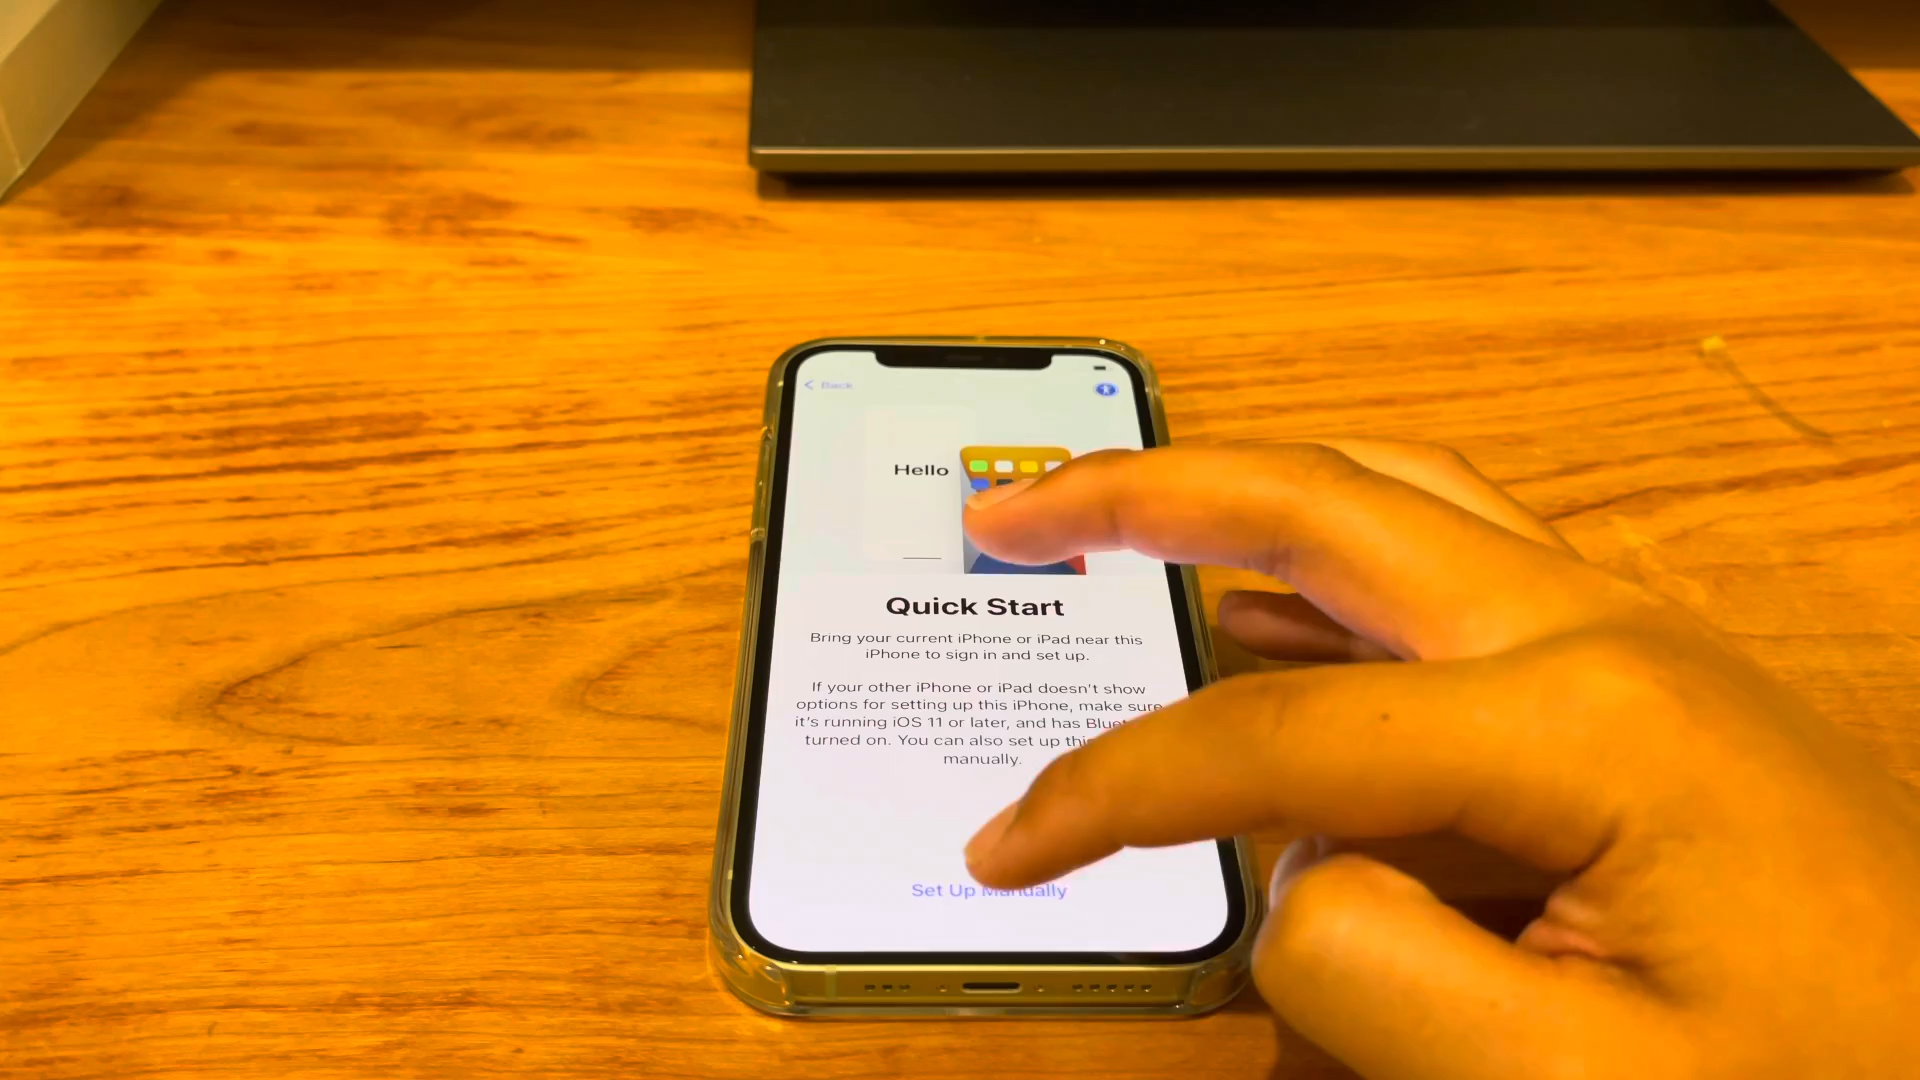 Back
Hello
Quick Start
Bring your current iPhone or iPad near this
iPhone to sign in and set up.
If your other iPhone or iPad doesn't show
options for setting up this iPhone, make sure
it's running iOS 11 or later, and has
turned on. You can also set up
manually.
Set Up Manually